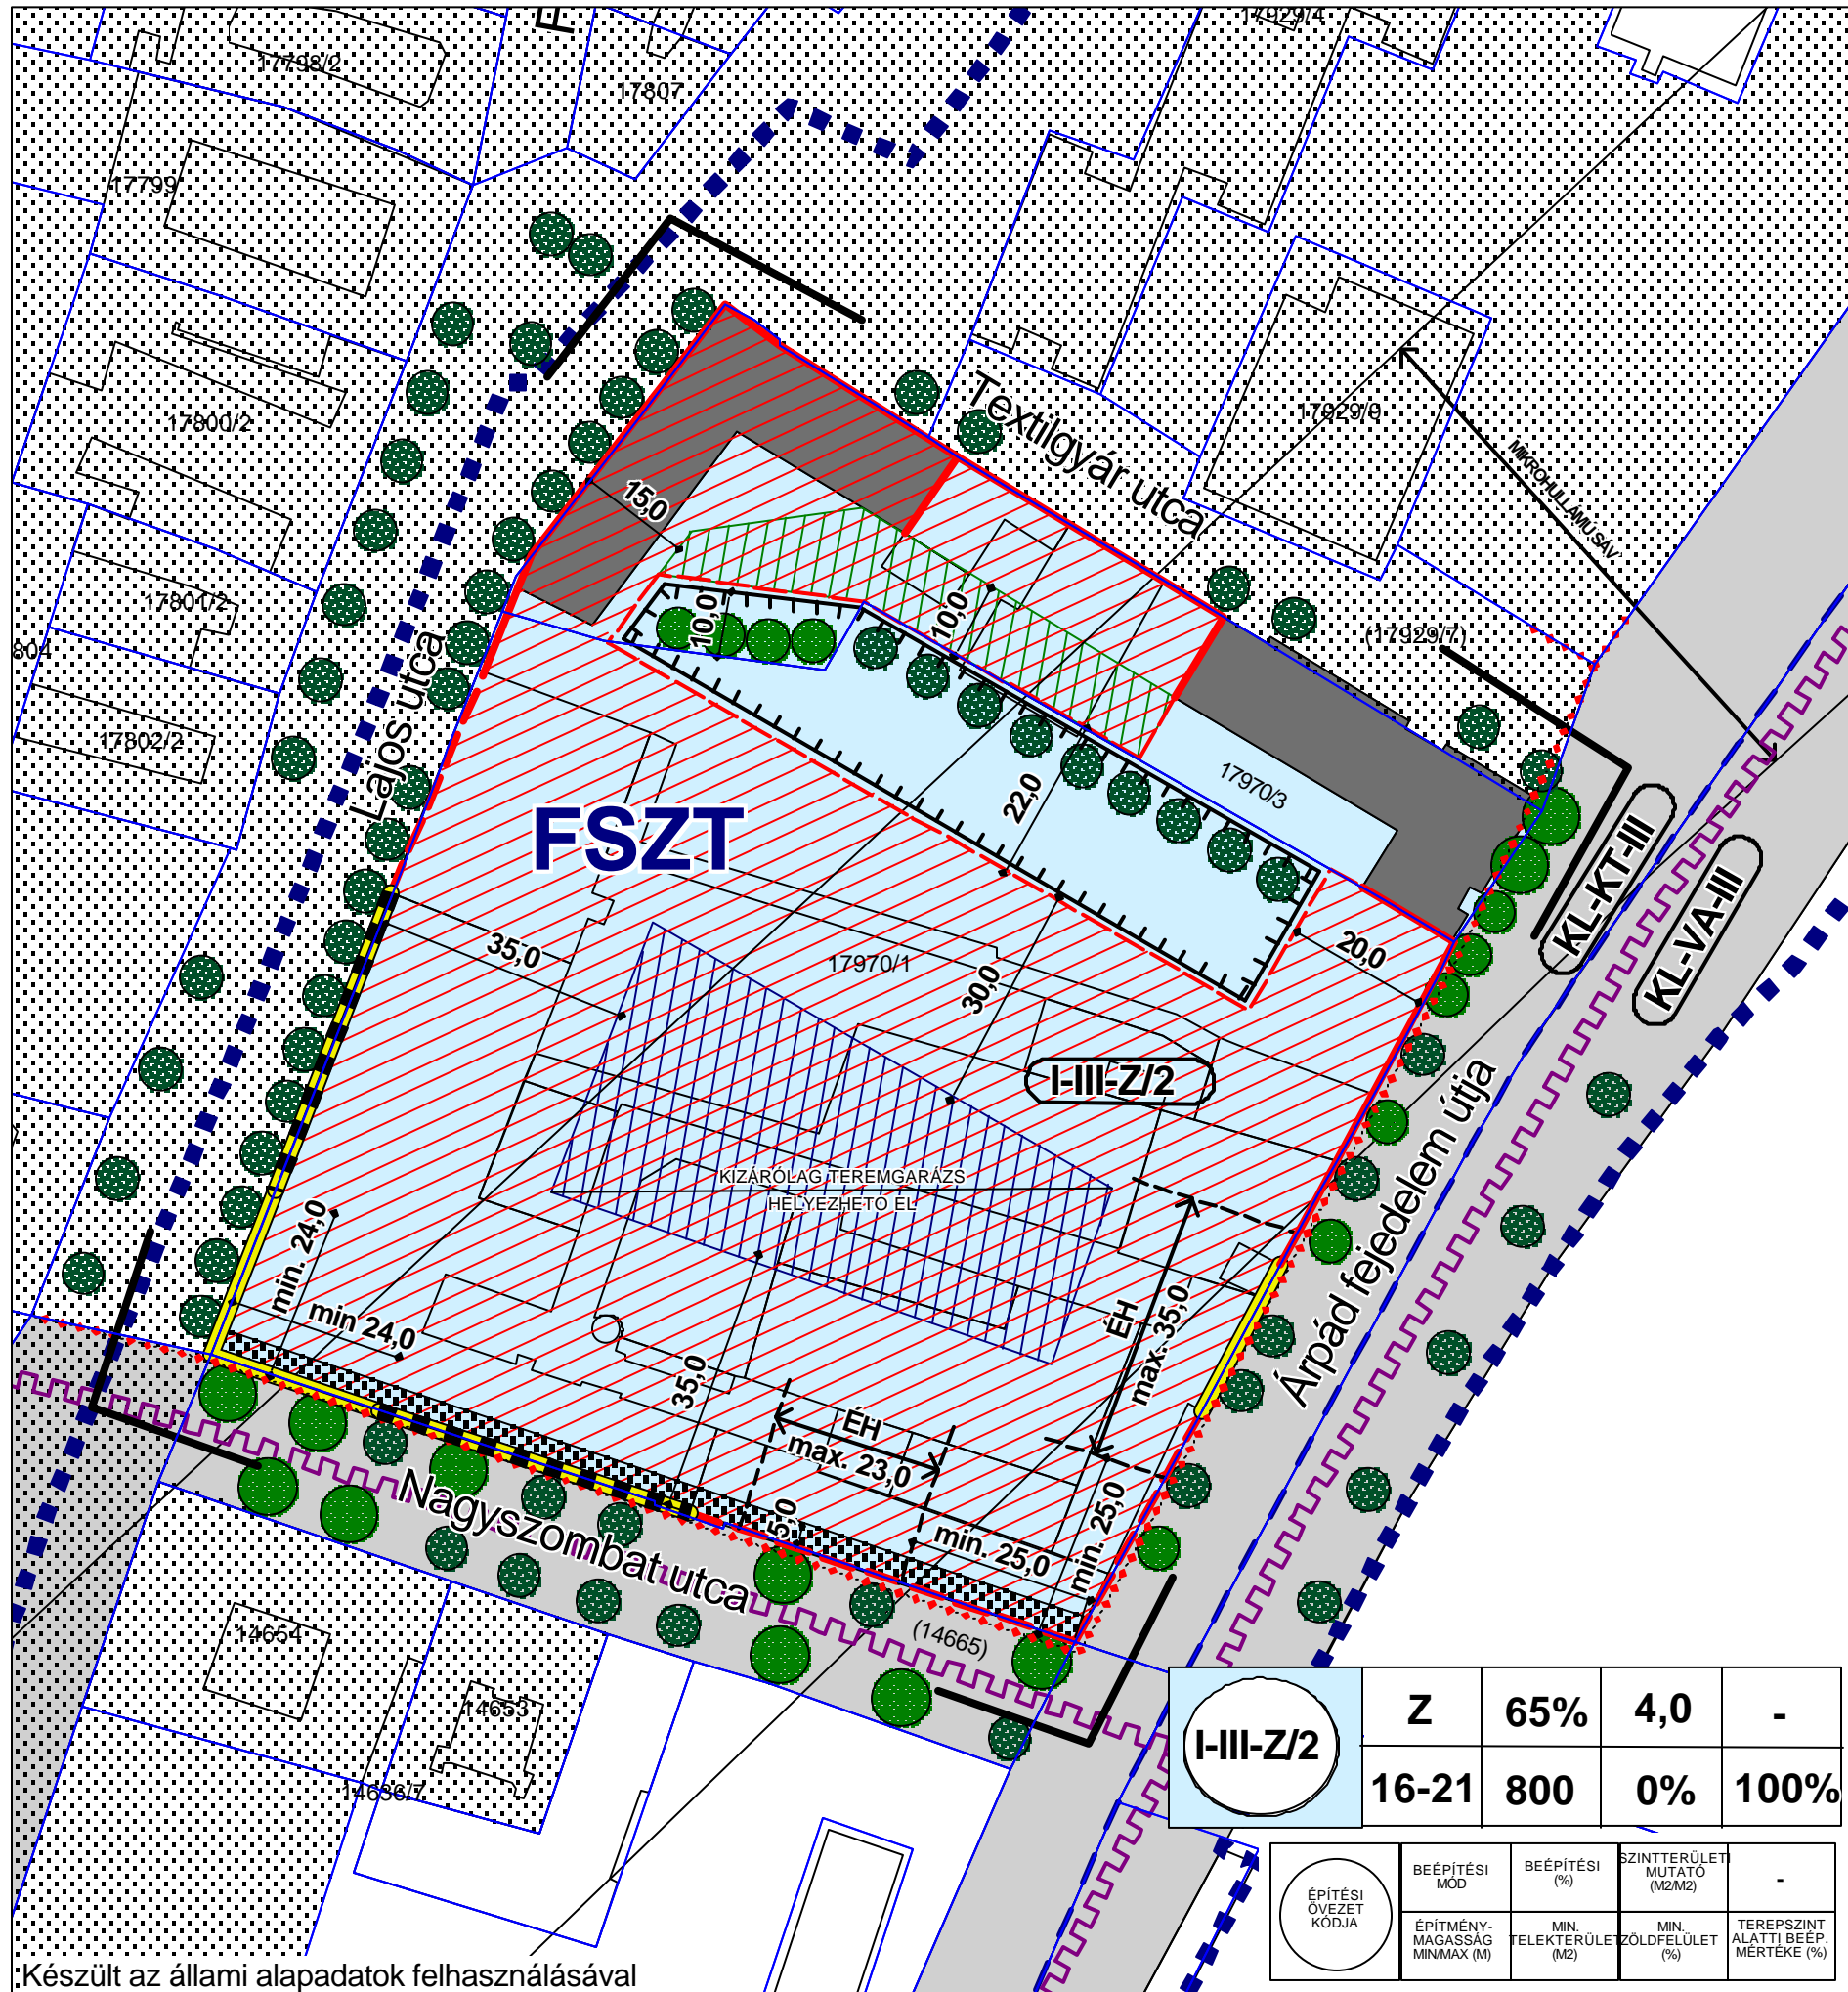 17798/2
17807
17929/4
17799
17800/2
17801/2
804
17802/2
Lajos utca
Textilgyár utca
17929/9
MIKROHULLÁMÚ SÁV
(17929/7)
15,0
10,0
10,0
22,0
17970/3
FSZT
KL-KT-III
KL-VA-III
35,0
17970/1
30,0
20,0
I-III-Z/2
KIZÁRÓLAG TEREMGARÁZS
HELYEZHETO EL
min. 24,0
min 24,0
35,0
ÉH
max. 35,0
ÉH
max. 23,0
Árpád fejedelem útja
5,0
min. 25,0
min. 25,0
Nagyszombat utca
(14665)
14654
14653
14636/7
I-III-Z/2
Z 65% 4,0 -
16-21 800 0% 100%
ÉPÍTÉSI
ÖVEZET
KÓDJA
BEÉPÍTÉSI
MÓD
BEÉPÍTÉSI
(%)
SZINTTERÜLETI
MUTATÓ
(M2/M2)
-
ÉPÍTMÉNY-
MAGASSÁG
MIN/MAX (M)
MIN.
TELEKTERÜLET
(M2)
MIN.
ZÖLDFELÜLET
(%)
TEREPSZINT
ALATTI BEÉP.
MÉRTÉKE (%)
Készült az állami alapadatok felhasználásával